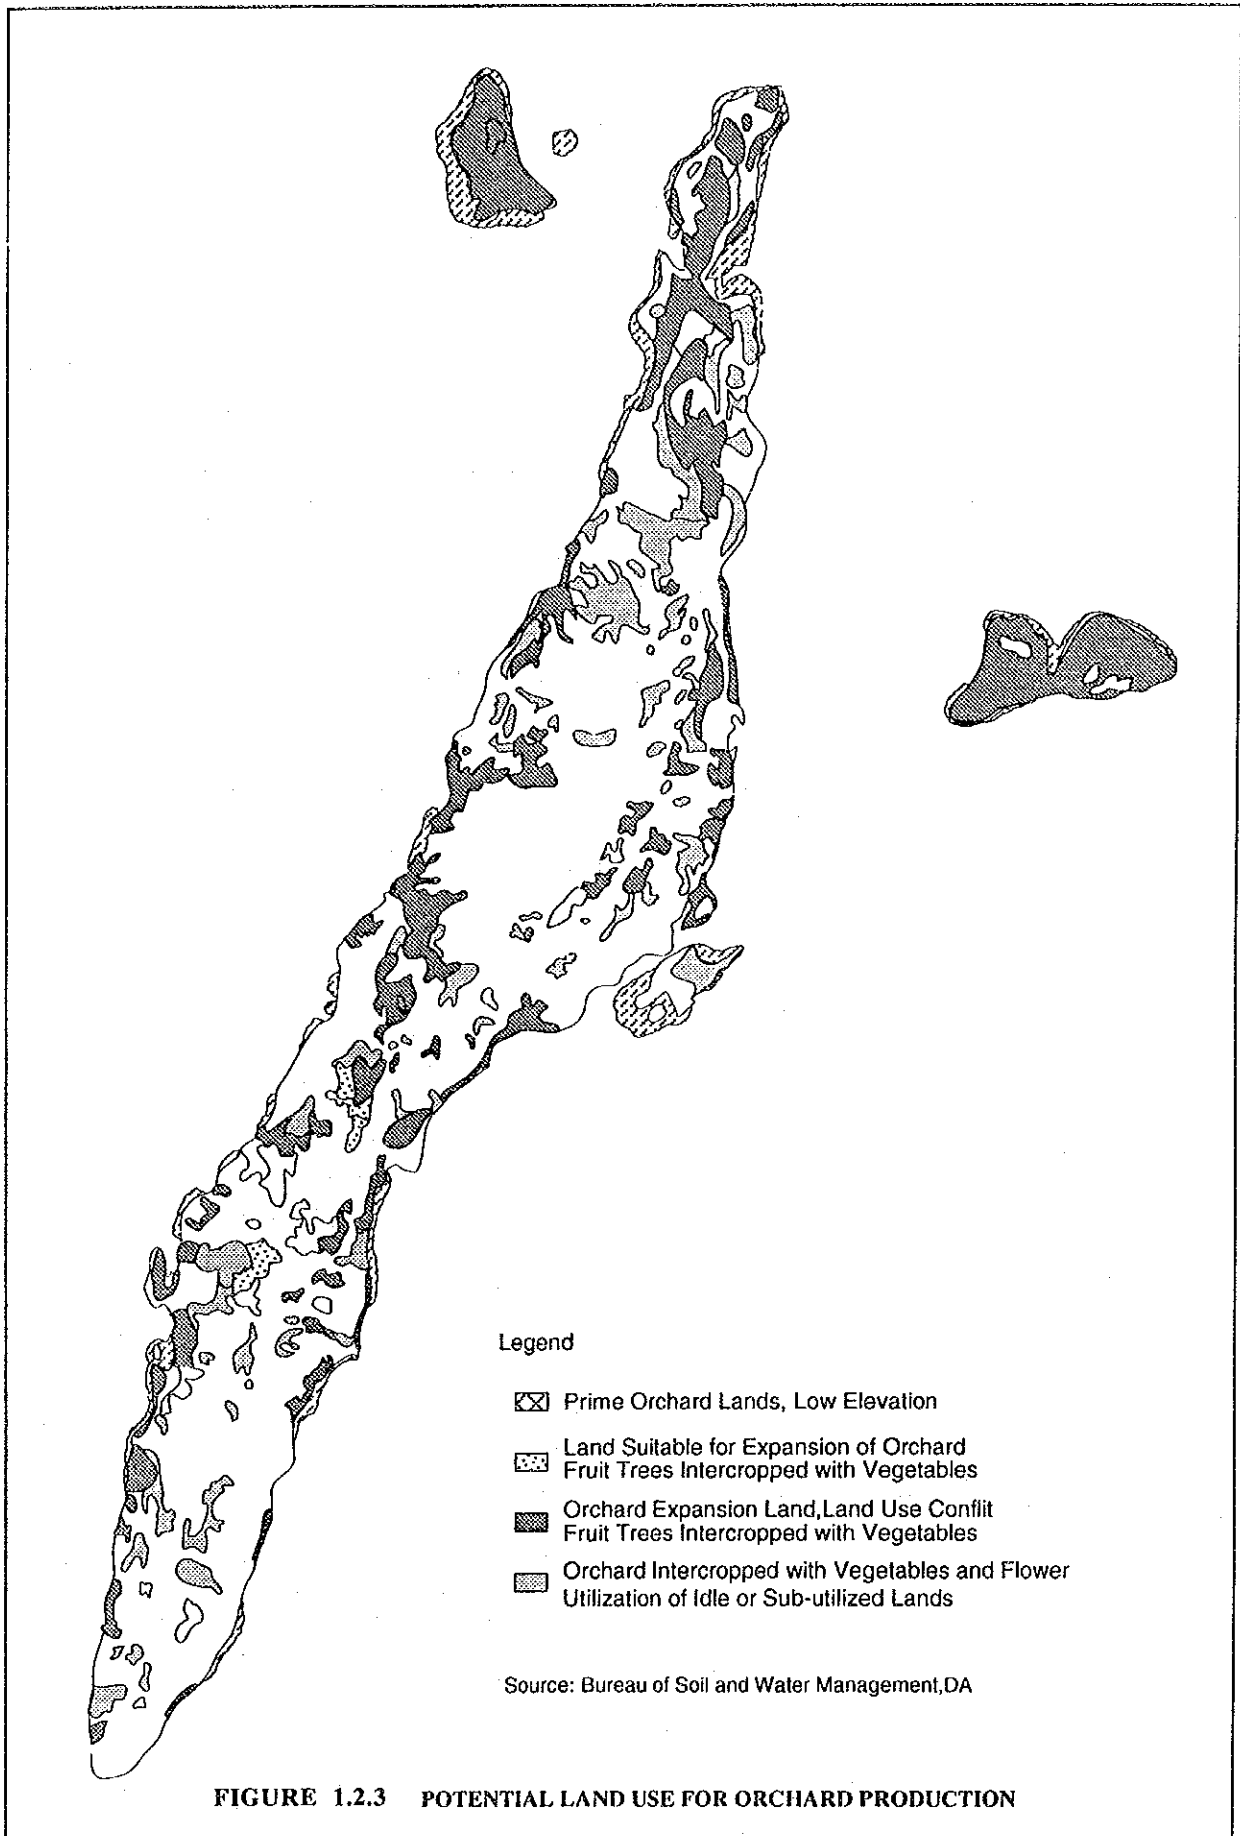 Legend
Prime Orchard Lands, Low Elevation
Land Suitable for Expansion of Orchard
Fruit Trees Intercropped with Vegetables
Orchard Expansion Land,Land Use Conflit
Fruit Trees Intercropped with Vegetables
Orchard Intercropped with Vegetables and Flower
Utilization of Idle or Sub-utilized Lands
Source: Bureau of Soil and Water Management,DA
FIGURE 1.2.3 POTENTIAL LAND USE FOR ORCHARD PRODUCTION